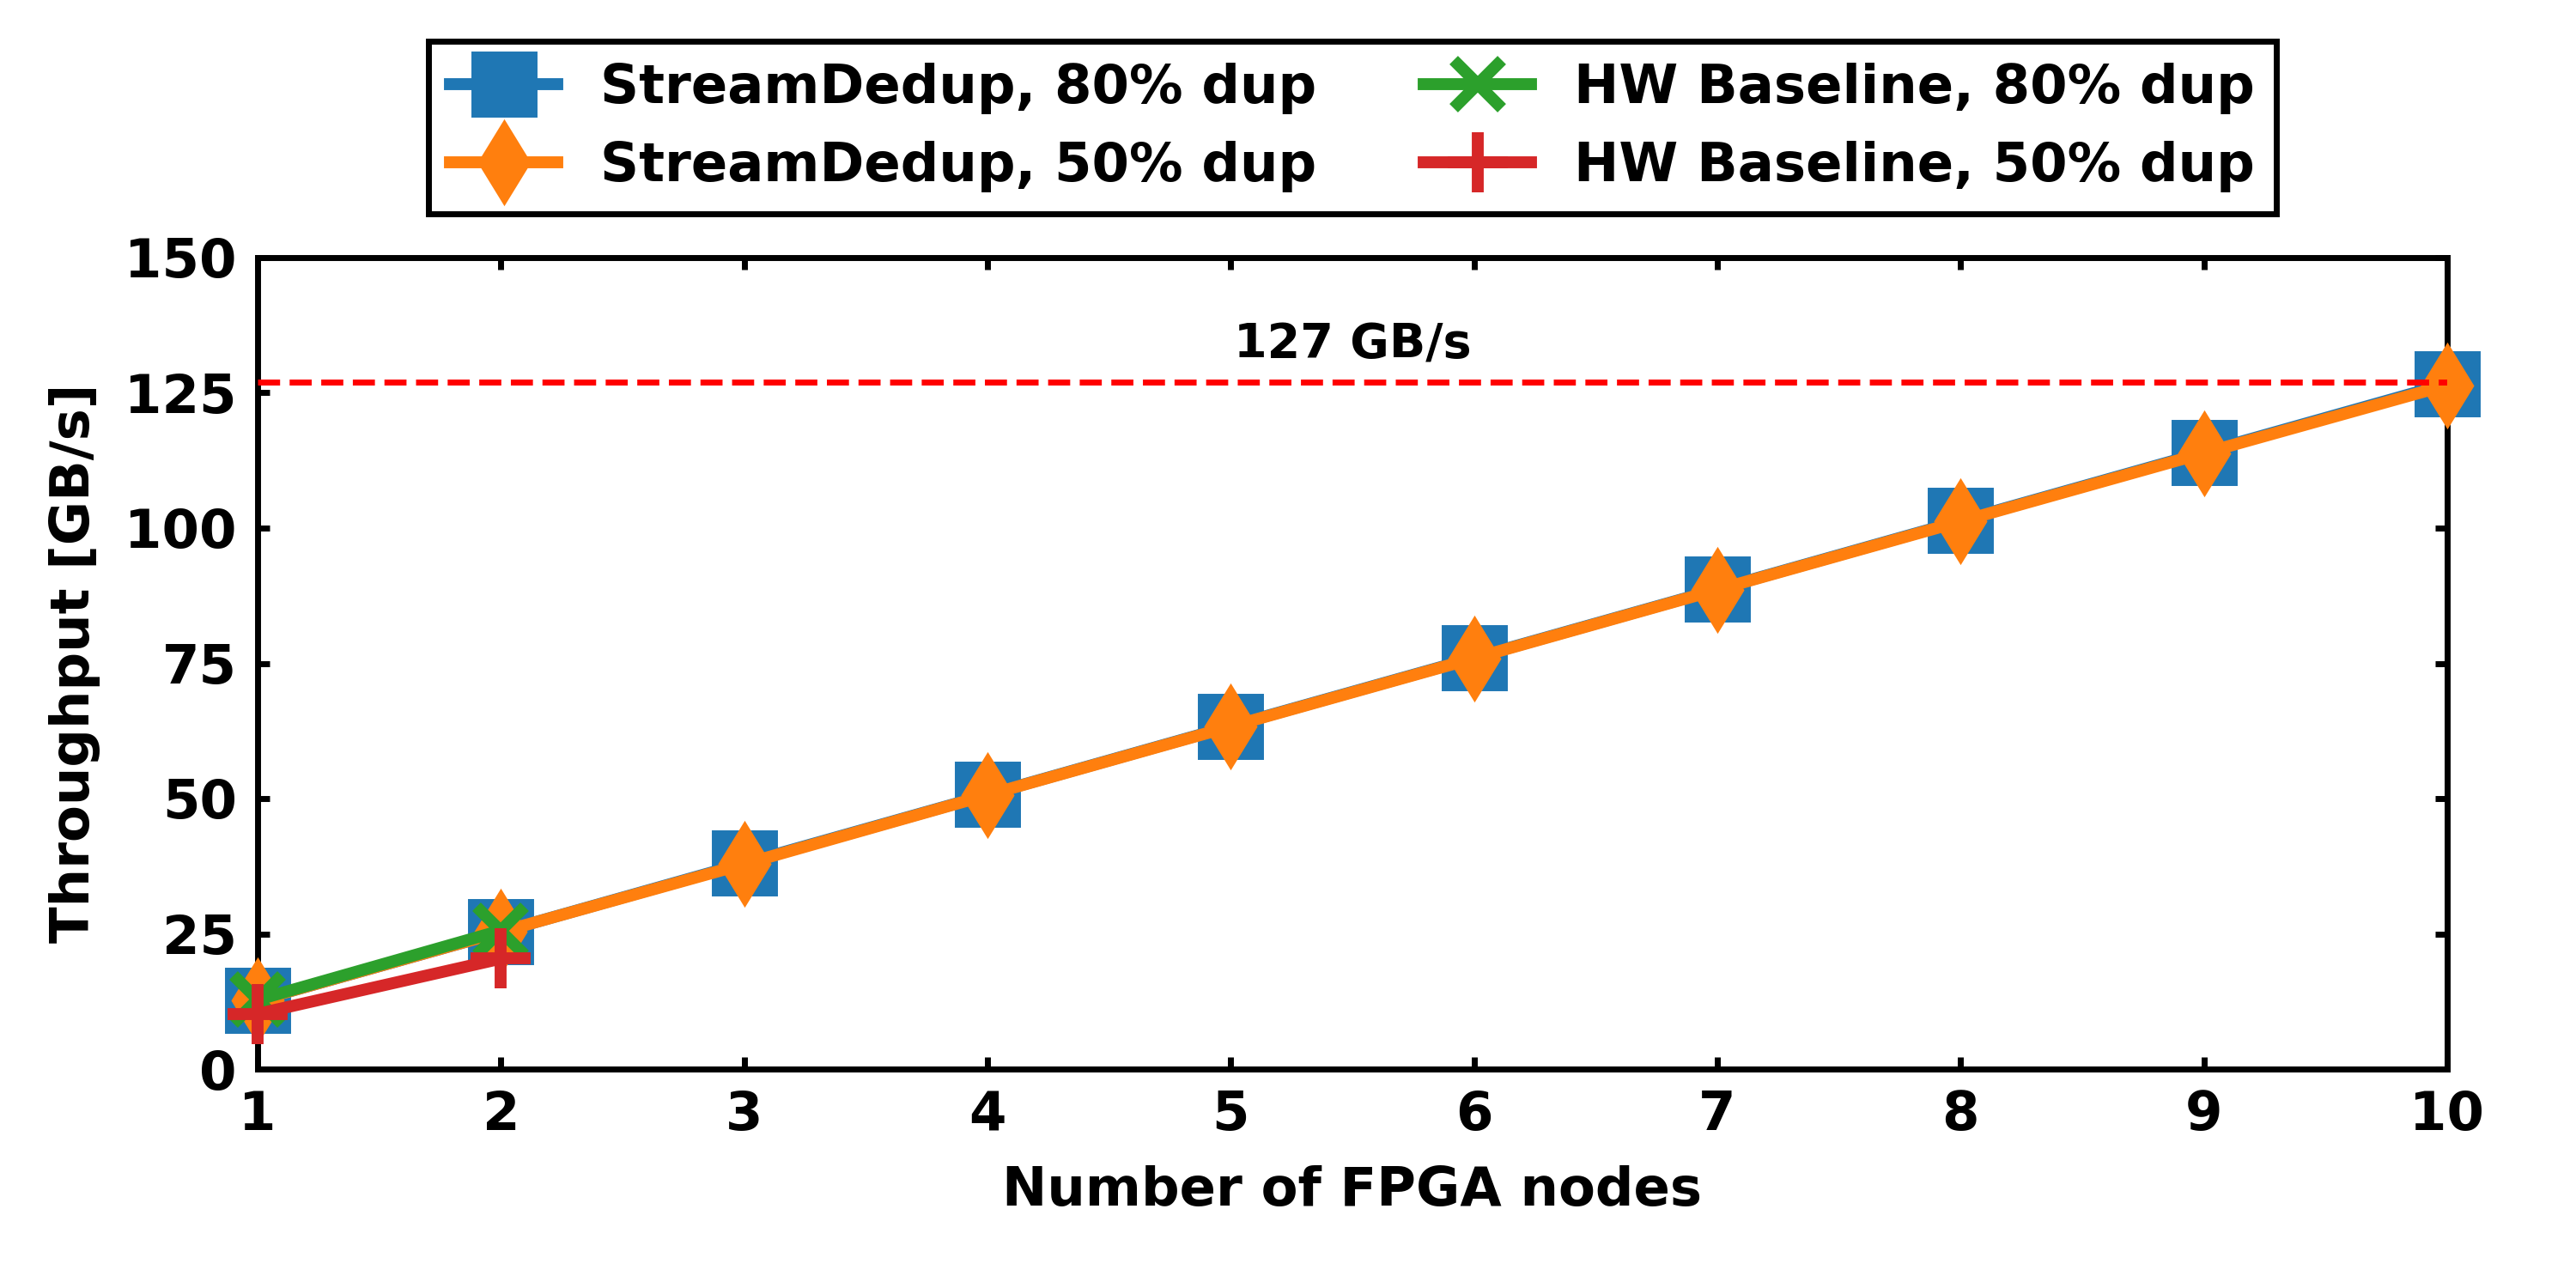 StreamDedup, 80% dup
HW Baseline, 80% dup
StreamDedup, 50% dup
HW Baseline, 50% dup
127 GB/s
Throughput [GB/s]
150
125
100
75
50
25
0
1 2 3 4 5 6 7 8 9 10
Number of FPGA nodes